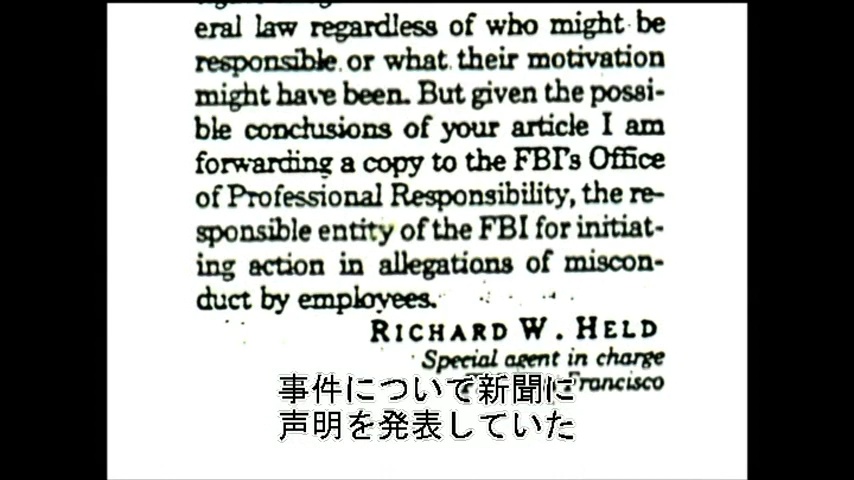 eral law regardless of who might be
responsible or what their motivation
might have been. But given the possi-
ble conclusions of your article I am
forwarding a copy to the FBI's Office
of Professional Responsibility, the re-
sponsible entity of the FBI for initiat-
ing action in allegations of miscon-
duct by employees.
RICHARD W. HELD
Special agent in charge
Francisco
事件について新聞に
声明を発表していた